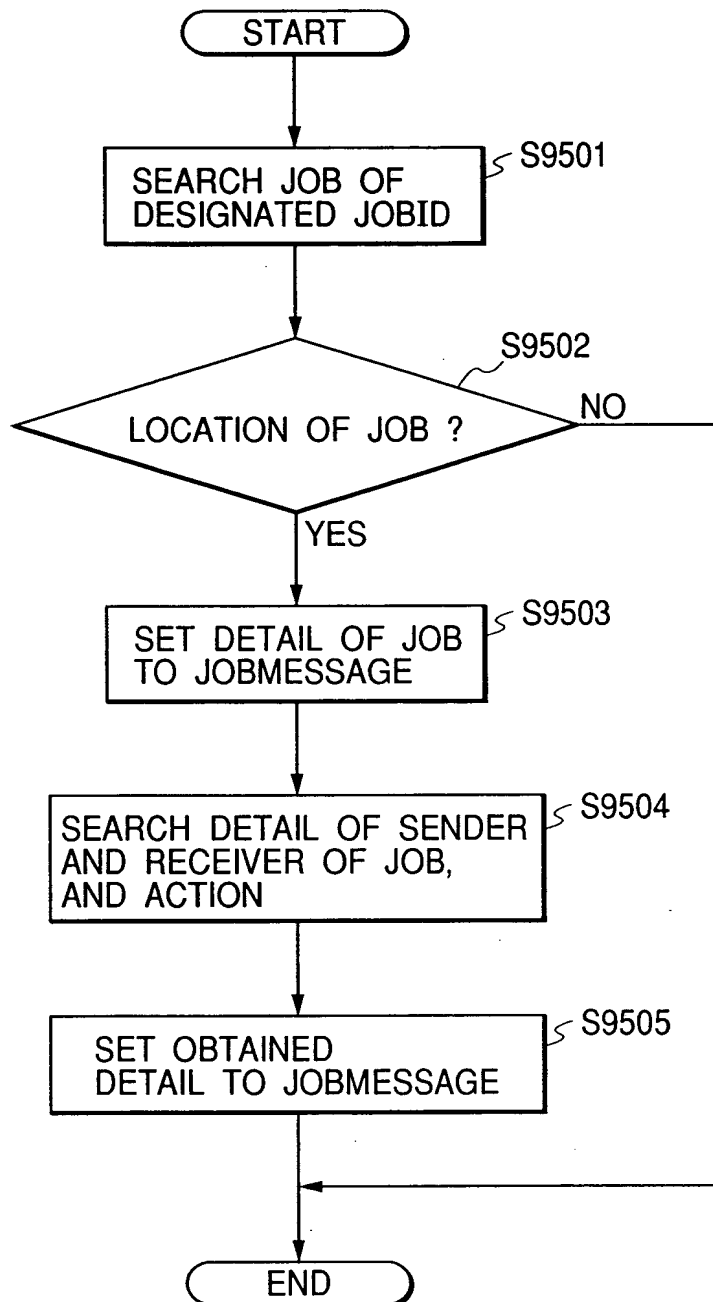 START
S9501
SEARCH JOB OF
DESIGNATED JOBID
S9502
LOCATION OF JOB ?
NO
YES
S9503
SET DETAIL OF JOB
TO JOBMESSAGE
S9504
SEARCH DETAIL OF SENDER
AND RECEIVER OF JOB,
AND ACTION
S9505
SET OBTAINED
DETAIL TO JOBMESSAGE
END